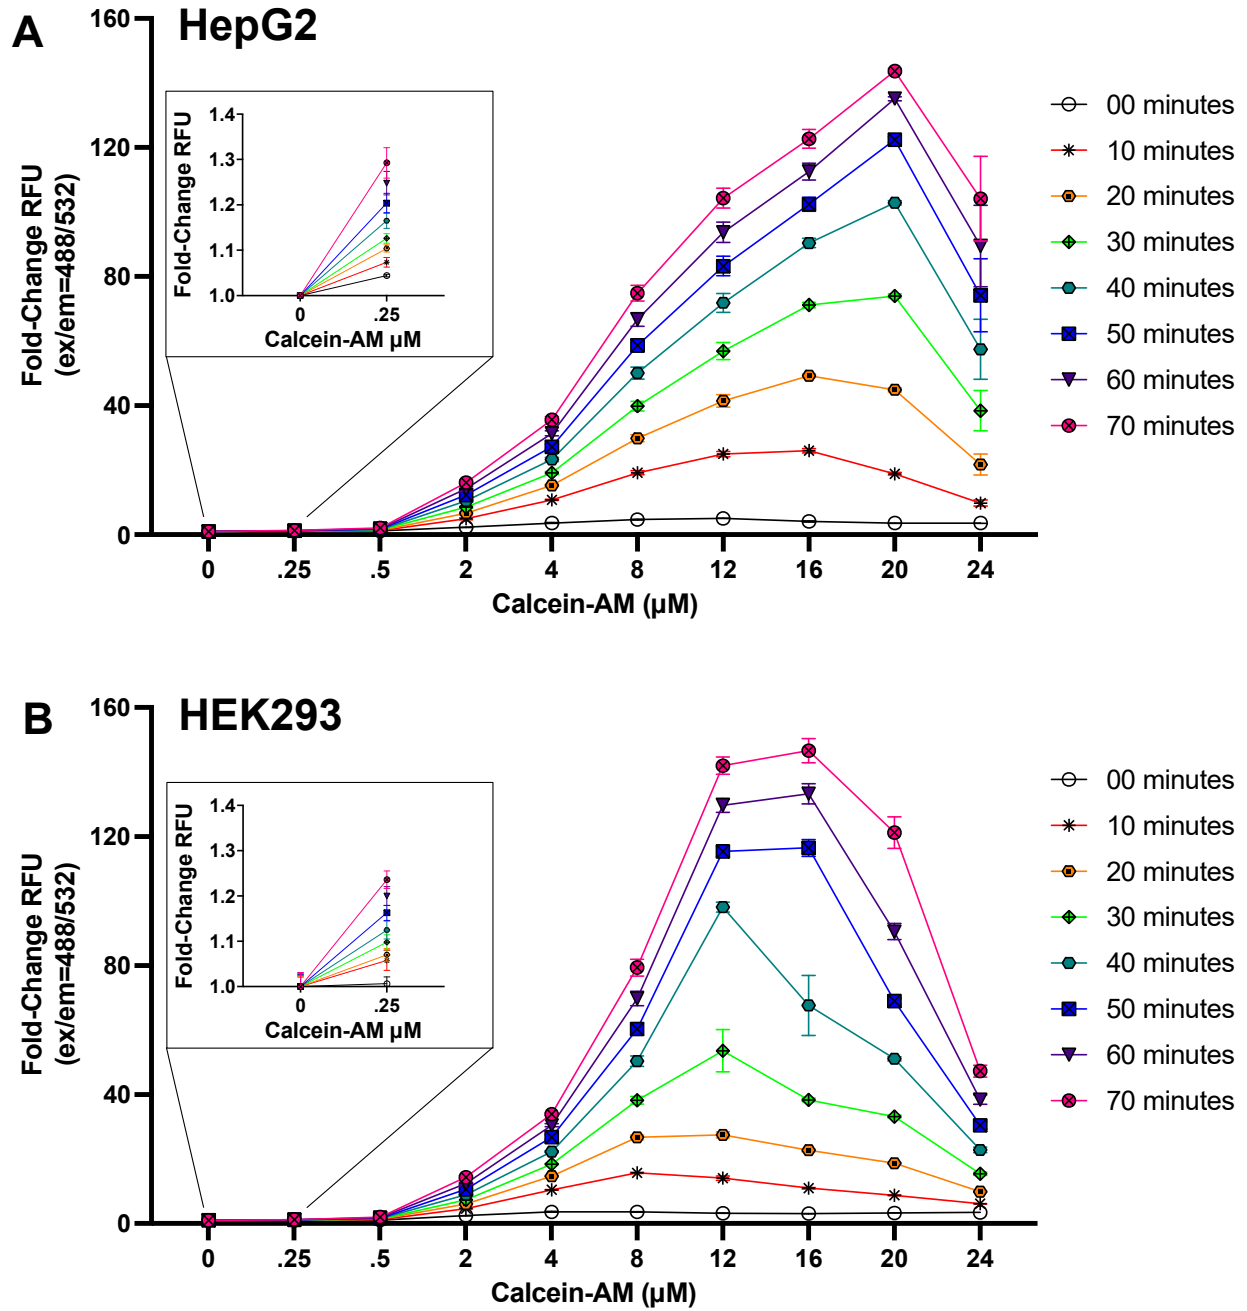 A
HepG2
160
120
80
40
0
Fold-Change RFU
(ex/em=488/532)
1.4
1.3
1.2
1.1
1.0
Fold-Change RFU
0 .25
Calcein-AM µM
0 .25 .5 2 4 8 12 16 20 24
Calcein-AM (µM)
00 minutes
10 minutes
20 minutes
30 minutes
40 minutes
50 minutes
60 minutes
70 minutes
B
HEK293
160
120
80
40
0
Fold-Change RFU
(ex/em=488/532)
1.4
1.3
1.2
1.1
1.0
Fold-Change RFU
0 .25
Calcein-AM µM
0 .25 .5 2 4 8 12 16 20 24
Calcein-AM (µM)
00 minutes
10 minutes
20 minutes
30 minutes
40 minutes
50 minutes
60 minutes
70 minutes